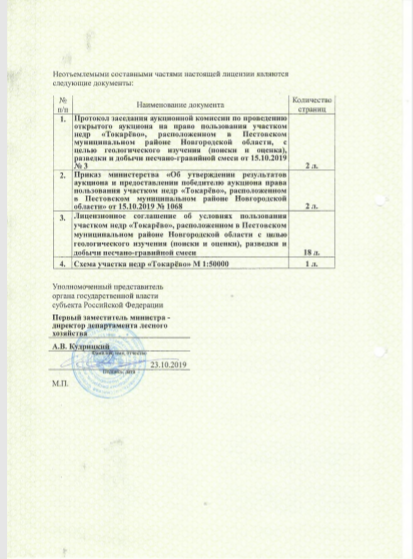 Неотъемлемыми составными частями настоящей лицензии являются
следующие документы:
№
п/п
Наименование документа
Количество
страниц
1.
Протокол заседания аукционной комиссии по проведению
открытого аукциона на право пользования участком
недр «Токарёво», расположенном в Пестовском
муниципальном районе Новгородской области, с
целью геологического изучения (поиски и оценка),
разведки и добычи песчано-гравийной смеси от 15.10.2019
№ 3
2 л.
2.
Приказ министерства «Об утверждении результатов
аукциона и предоставлении победителю аукциона права
пользования участком недр «Токарёво», расположенном
в Пестовском муниципальном районе Новгородской
области» от 15.10.2019 № 1068
2 л.
3.
Лицензионное соглашение об условиях пользования
участком недр «Токарёво», расположенном в Пестовском
муниципальном районе Новгородской области с целью
геологического изучения (поиски и оценки), разведки и
добычи песчано-гравийной смеси
18 л.
4.
Схема участка недр «Токарёво» М 1:50000
1 л.
Уполномоченный представитель
органа государственной власти
субъекта Российской Федерации
Первый заместитель министра -
директор департамента лесного
хозяйства
А.В. Кудрицкий
23.10.2019
М.П.